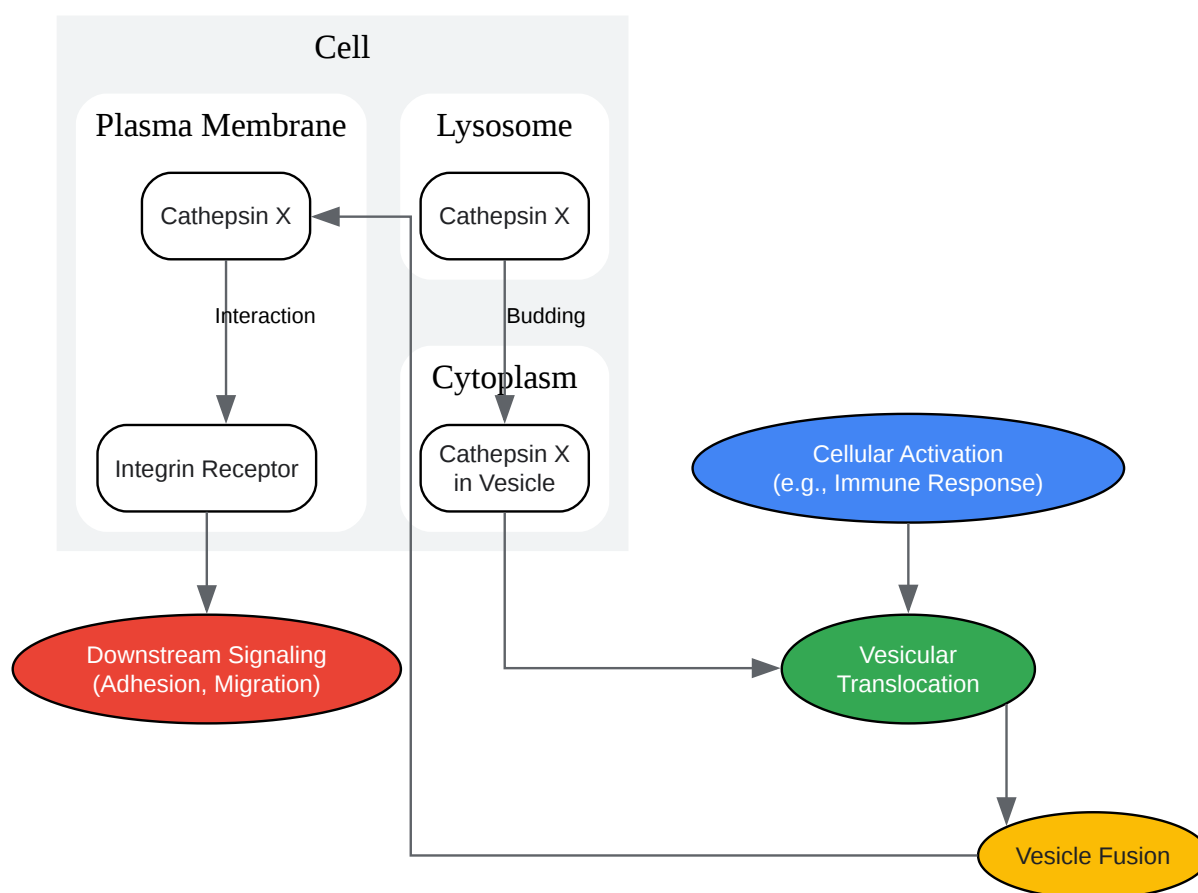 Cell
Plasma Membrane
Lysosome
Cathepsin X
Cathepsin X
Interaction
Budding
Cytoplasm
Integrin Receptor
Cathepsin X
in Vesicle
Cellular Activation
(e.g., Immune Response)
Downstream Signaling
(Adhesion, Migration)
Vesicular
Translocation
Vesicle Fusion